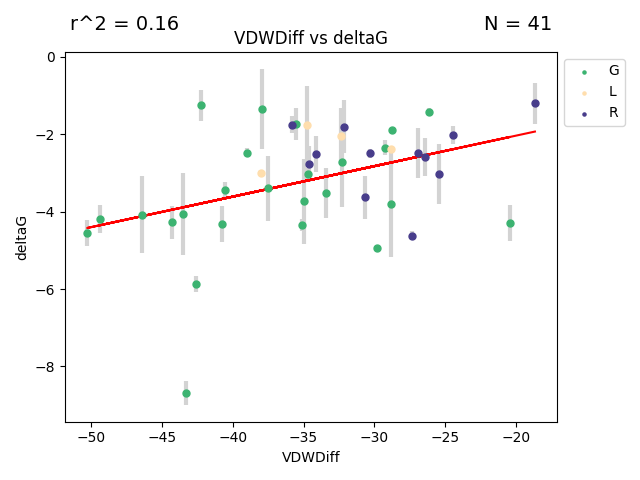 r^2 = 0.16
N = 41
VDWDiff vs deltaG
G
L
R
0
−2
−4
−6
−8
deltaG
−50
−45
−40
−35
−30
−25
−20
VDWDiff